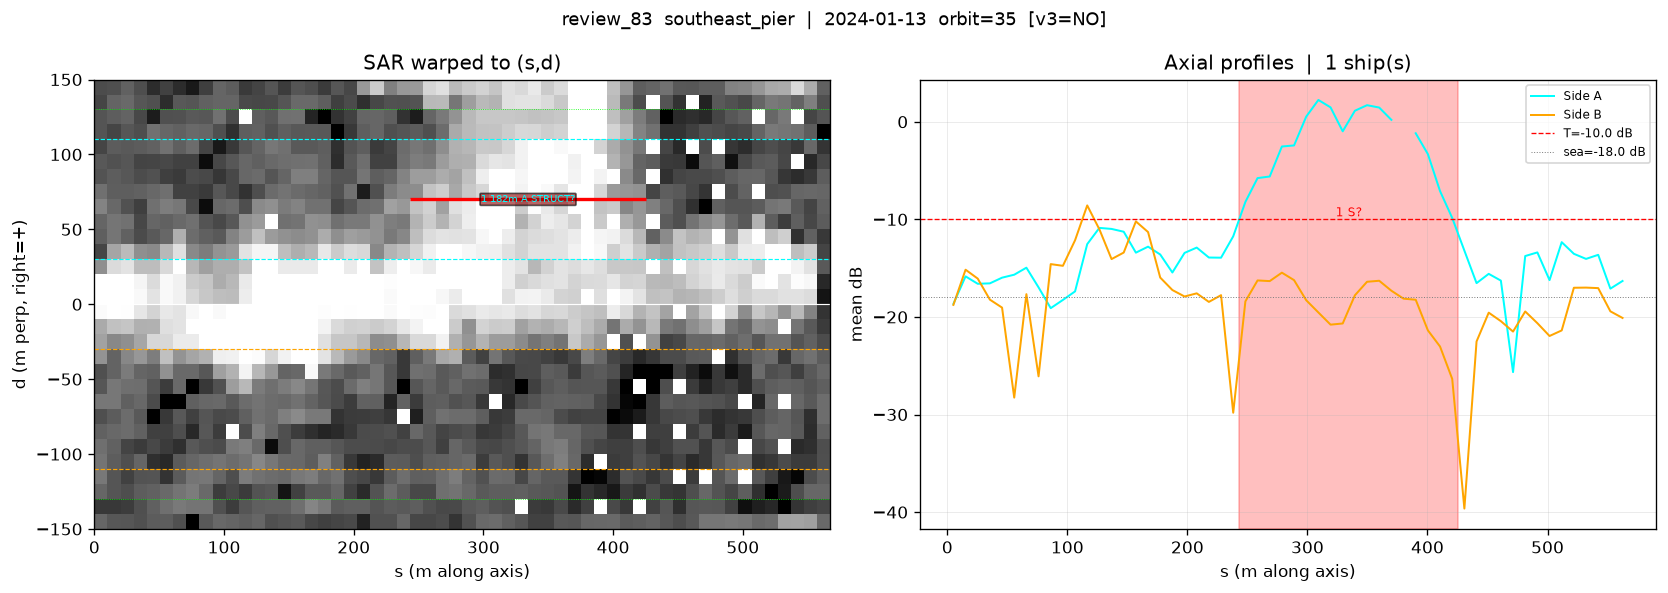 review_83  southeast_pier  |  2024-01-13  orbit=35  [v3=NO]
SAR warped to (s,d)
150
100
50
0
−50
−100
−150
d (m perp, right=+)
1 182m A STRUCT?
0
100
200
300
400
500
s (m along axis)
Axial profiles  |  1 ship(s)
0
−10
−20
−30
−40
mean dB
1 S?
Side A
Side B
T=-10.0 dB
sea=-18.0 dB
0
100
200
300
400
500
s (m along axis)